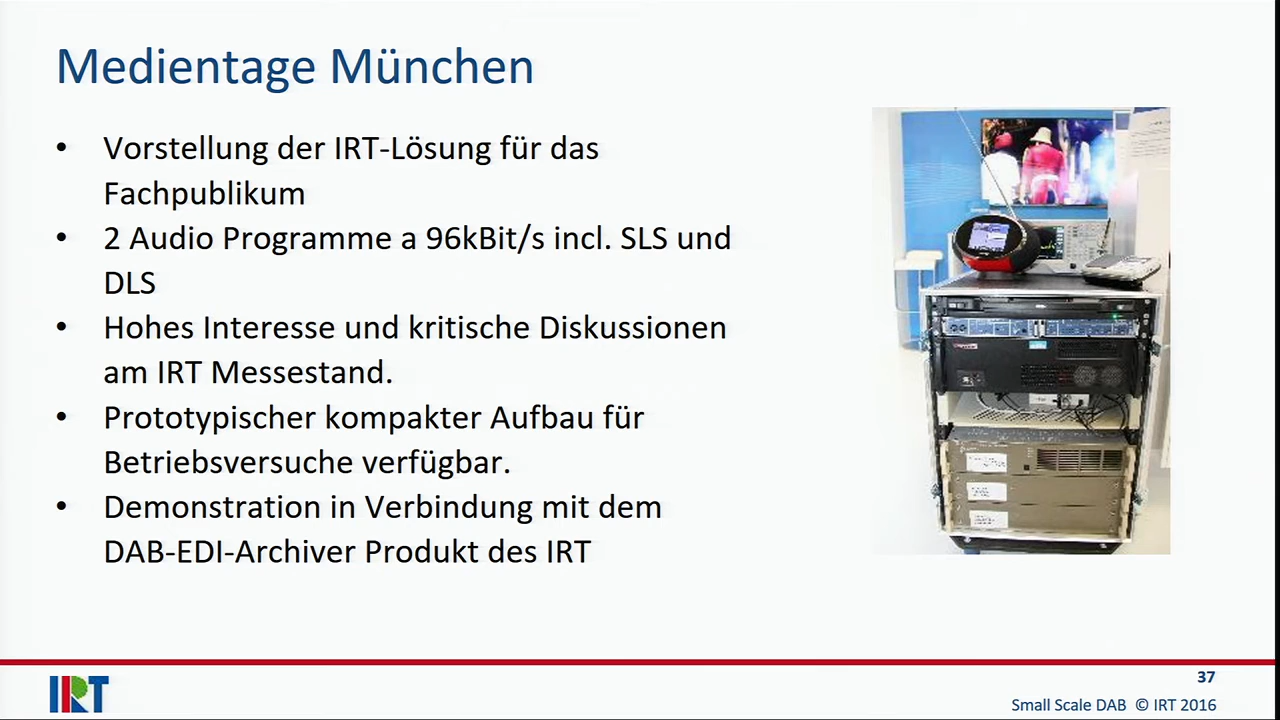 Medientage München
• Vorstellung der IRT-Lösung für das
Fachpublikum
• 2 Audio Programme a 96kBit/s incl. SLS und
DLS
• Hohes Interesse und kritische Diskussionen
am IRT Messestand.
• Prototypischer kompakter Aufbau für
Betriebsversuche verfügbar.
• Demonstration in Verbindung mit dem
DAB-EDI-Archiver Produkt des IRT
IRT
37
Small Scale DAB © IRT 2016